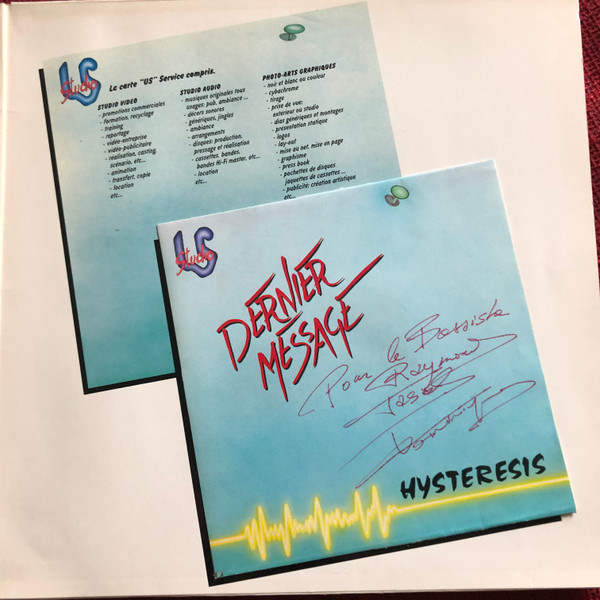 US
Studio
La carte "US" Service compris.
STUDIO VIDEO
- promotions commerciales
- formation, recyclage
- training
- reportage
- vidéo-entreprise
- vidéo-publicitaire
- réalisation, casting,
scénario, etc...
- animation
- transfert, copie
- location
etc...
STUDIO AUDIO
- musiques originales tous
usages: pub, ambiance ...
- décors sonores
- génériques, jingles
- ambiance
- arrangements
- disques: production,
pressage et réalisation
- cassettes, bandes,
bandes Hi-Fi master, etc...
- location
etc...
PHOTO-ARTS GRAPHIQUES
- noir et blanc ou couleur
- cybachrome
- tirage
- prise de vue:
exterieur ou studio
- dias génériques et montages
- présentation statique
- logos
- lay-out
- mise au net, mise en page
- graphisme
- press book
- pochettes de disques
jaquettes de cassettes ...
- publicité: création artistique
etc...
US
Studio
DERNIER
MESSAGE
Pour le Bassiste
Raymond
HYSTERESIS